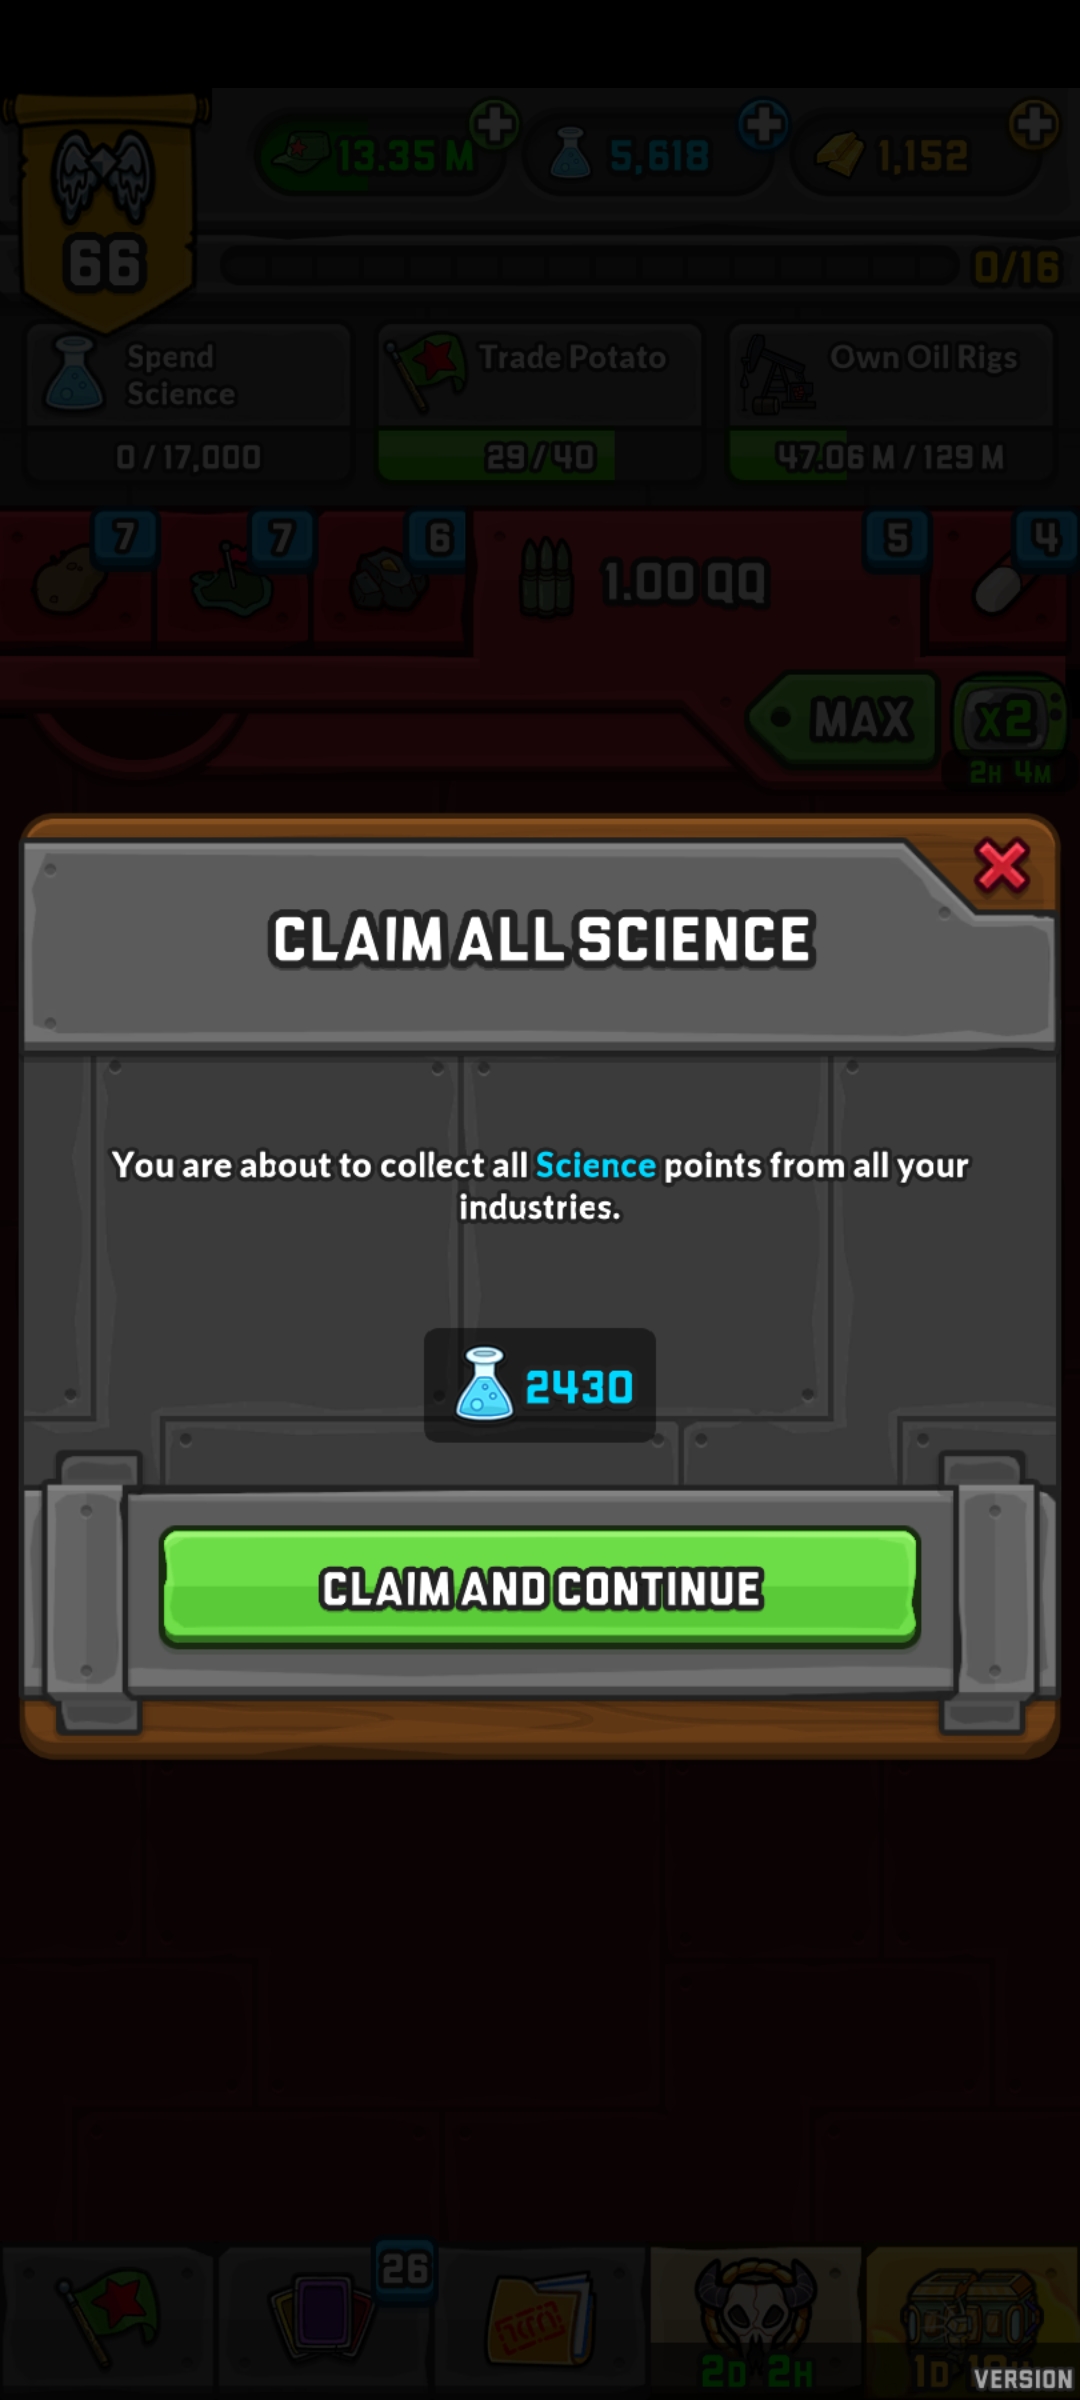 13.35 M
5,618
1,152
66
0/16
Spend
Science
0 / 17,000
Trade Potato
29 / 40
Own Oil Rigs
47.06 M / 129 M
7
7
6
1.00 QQ
5
4
MAX
x2
2H 4M
CLAIM ALL SCIENCE
You are about to collect all Science points from all your
industries.
2430
CLAIM AND CONTINUE
26
2D 2H
1D
VERSION